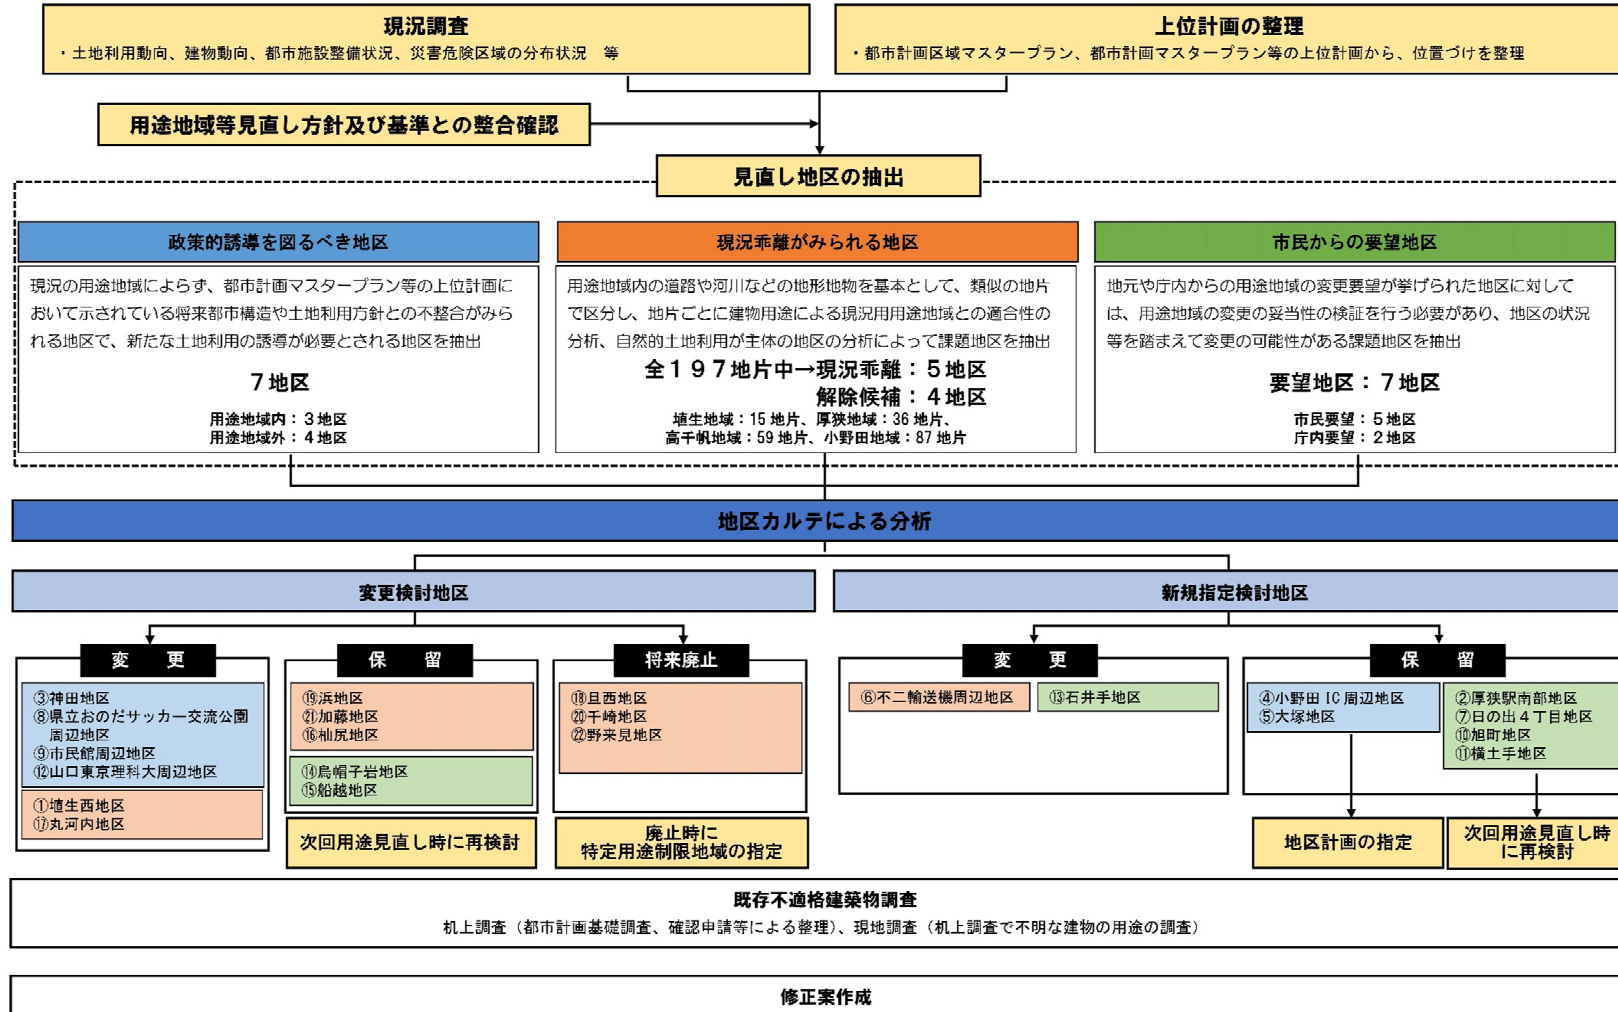 現況調査
・土地利用動向、建物動向、都市施設整備状況、災害危険区域の分布状況　等
上位計画の整理
・都市計画区域マスタープラン、都市計画マスタープラン等の上位計画から、位置づけを整理
用途地域等見直し方針及び基準との整合確認
見直し地区の抽出
政策的誘導を図るべき地区
現況の用途地域によらず、都市計画マスタープラン等の上位計画に
おいて示されている将来都市構造や土地利用方針との不整合がみ
られる地区で、新たな土地利用の誘導が必要とされる地区を抽出
７地区
用途地域内：３地区
用途地域外：４地区
現況乖離がみられる地区
用途地域内の道路や河川などの地形地物を基本として、類似の地片
で区分し、地片ごとに建物用途による現況用用途地域との適合性の
分析、自然的土地利用が主体の地区の分析によって課題地区を抽出
全１９７地片中→現況乖離：５地区
解除候補：４地区
埴生地域：15 地片、厚狭地域：36 地片、
高千帆地域：59 地片、小野田地域：87 地片
市民からの要望地区
地元や庁内からの用途地域の変更要望が挙げられた地区に対して
は、用途地域の変更の妥当性の検証を行う必要があり、地区の状況
等を踏まえて変更の可能性がある課題地区を抽出
要望地区：７地区
市民要望：５地区
庁内要望：２地区
地区カルテによる分析
変更検討地区
変　更
③神田地区
⑧県立おのだサッカー交流公園
周辺地区
⑨市民館周辺地区
⑫山口東京理科大周辺地区
①埴生西地区
⑰丸河内地区
保　留
⑲浜地区
㉑加藤地区
⑯杣尻地区
⑭烏帽子岩地区
⑮船越地区
次回用途見直し時に再検討
将来廃止
⑱旦西地区
⑳千崎地区
㉒野来見地区
廃止時に
特定用途制限地域の指定
新規指定検討地区
変　更
⑥不二輸送機周辺地区
⑬石井手地区
保　留
④小野田 IC 周辺地区
⑤大塚地区
②厚狭駅南部地区
⑦日の出４丁目地区
⑩旭町地区
⑪横土手地区
地区計画の指定
次回用途見直し時
に再検討
既存不適格建築物調査
机上調査（都市計画基礎調査、確認申請等による整理）、現地調査（机上調査で不明な建物の用途の調査）
修正案作成